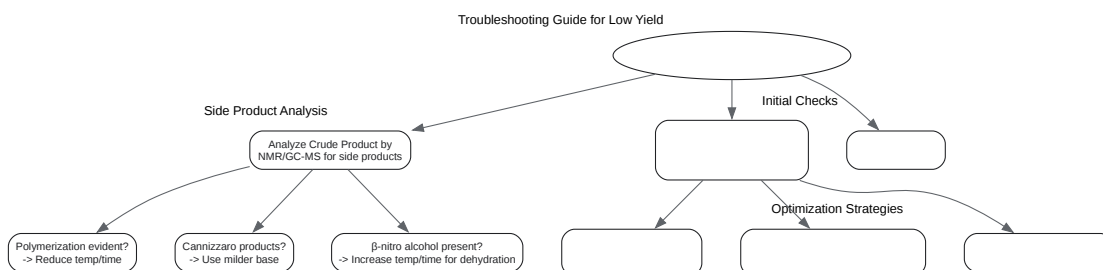 Troubleshooting Guide for Low Yield
Initial Checks
Side Product Analysis
Analyze Crude Product by
NMR/GC-MS for side products
Optimization Strategies
Polymerization evident?
-> Reduce temp/time
Cannizzaro products?
-> Use milder base
β-nitro alcohol present?
-> Increase temp/time for dehydration